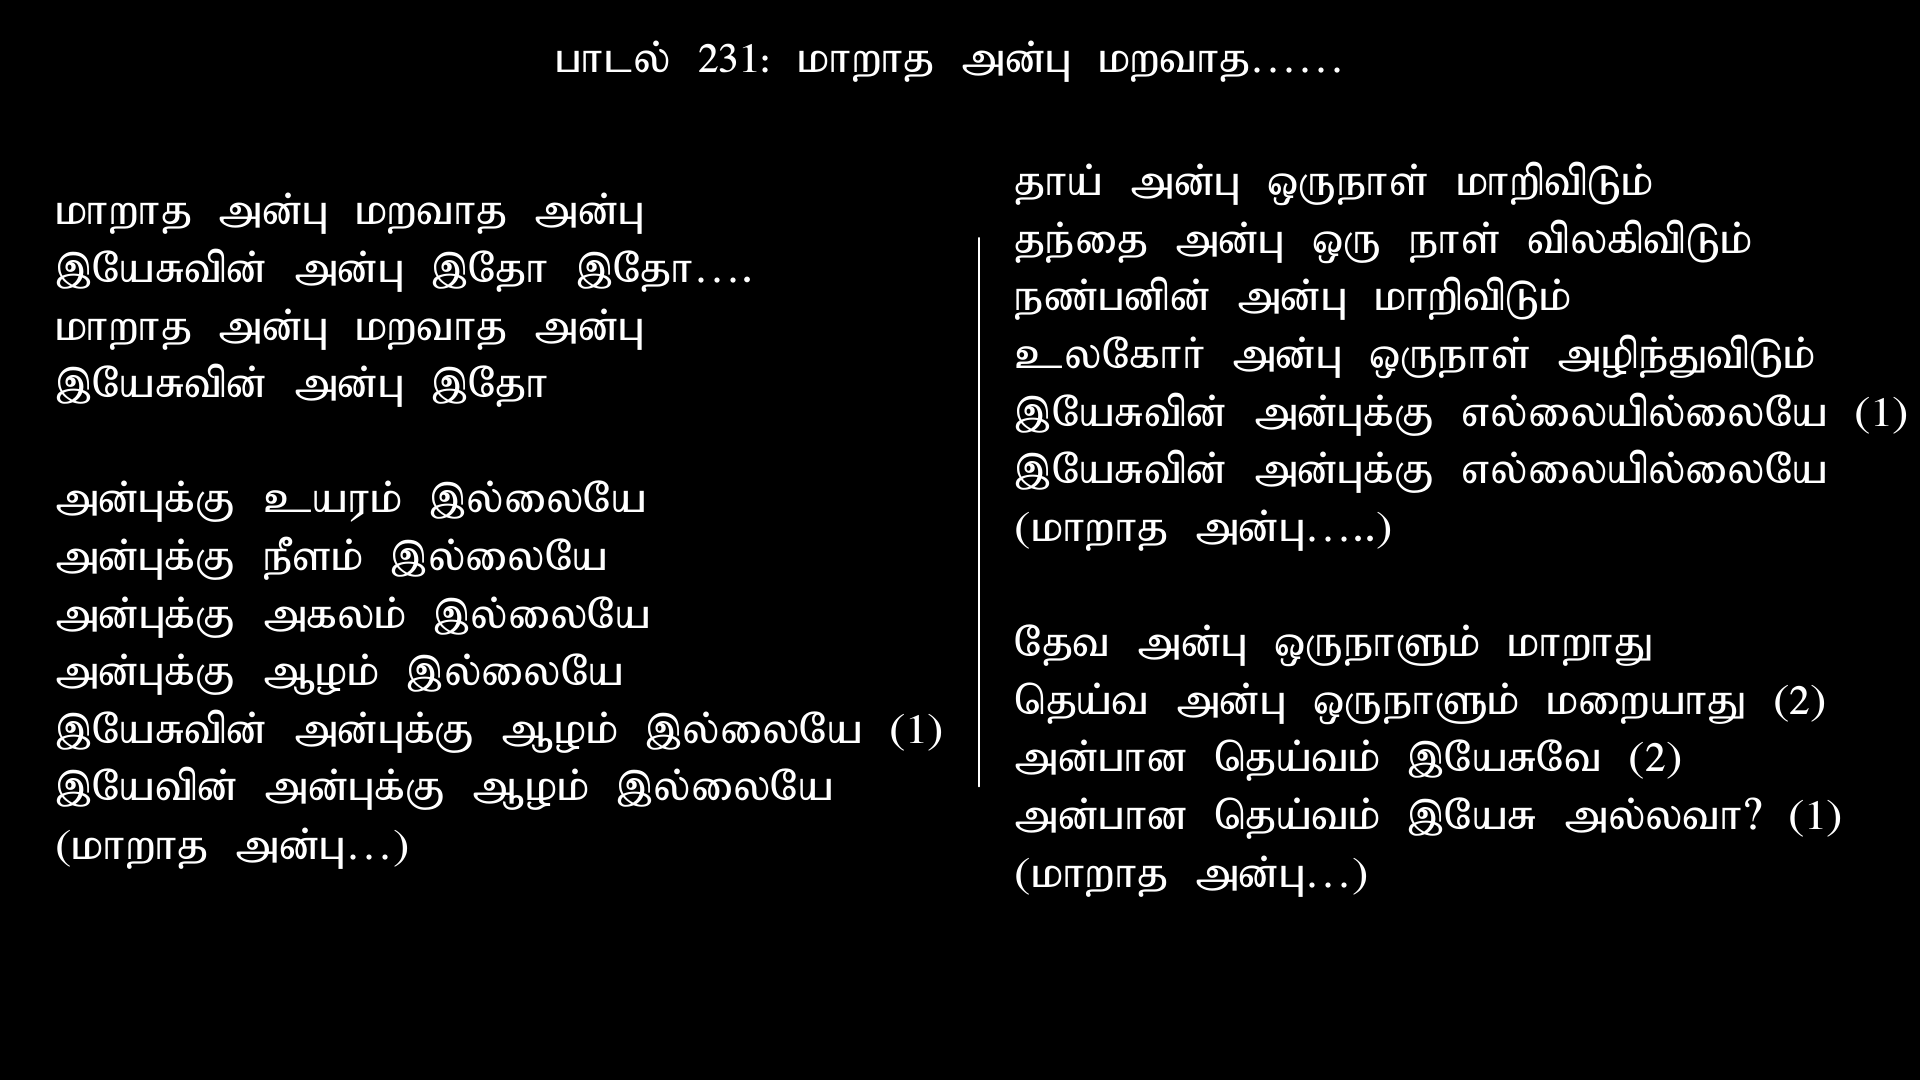 பாடல் 231: மாறாத அன்பு மறவாத......
மாறாத அன்பு மறவாத அன்பு
இயேசுவின் அன்பு இதோ இதோ....
மாறாத அன்பு மறவாத அன்பு
இயேசுவின் அன்பு இதோ
அன்புக்கு உயரம் இல்லையே
அன்புக்கு நீளம் இல்லையே
அன்புக்கு அகலம் இல்லையே
அன்புக்கு ஆழம் இல்லையே
இயேசுவின் அன்புக்கு ஆழம் இல்லையே (1)
இயேவின் அன்புக்கு ஆழம் இல்லையே
(மாறாத அன்பு...)
தாய் அன்பு ஒருநாள் மாறிவிடும்
தந்தை அன்பு ஒரு நாள் விலகிவிடும்
நண்பனின் அன்பு மாறிவிடும்
உலகோர் அன்பு ஒருநாள் அழிந்துவிடும்
இயேசுவின் அன்புக்கு எல்லையில்லையே (1)
இயேசுவின் அன்புக்கு எல்லையில்லையே
(மாறாத அன்பு.....)
தேவ அன்பு ஒருநாளும் மாறாது
தெய்வ அன்பு ஒருநாளும் மறையாது (2)
அன்பான தெய்வம் இயேசுவே (2)
அன்பான தெய்வம் இயேசு அல்லவா? (1)
(மாறாத அன்பு...)